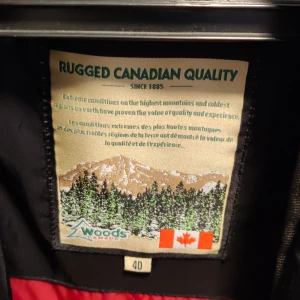 RUGGED CANADIAN QUALITY
SINCE 1885
Extreme conditions on the highest mountains and coldest
regions on earth have proven the value of quality and experience.
Les conditions extremes des plus hautes montagnes
et des plus froides régions de la terre ont démontré la valeur de
la qualité et de l'expérience.
Woods
CANADA
40